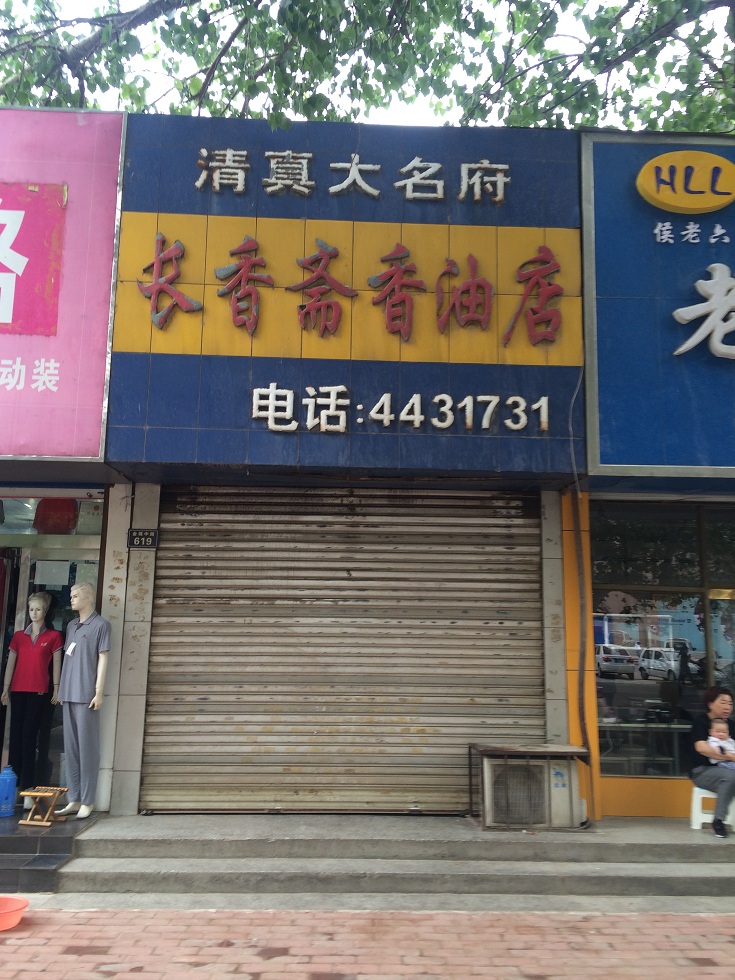 清真大名府
长香斋香油店
电话:4431731
619
动装
HLL
侯老六
老